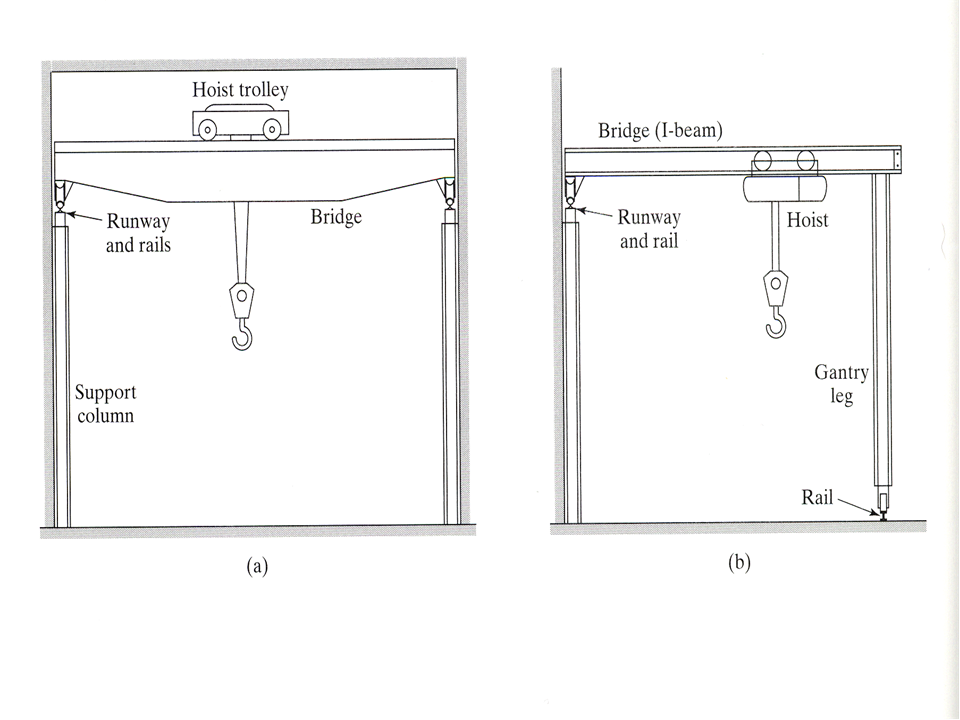 Hoist trolley
Bridge
Runway
and rails
Support
column
(a)
Bridge (I-beam)
Runway
and rail
Hoist
Gantry
leg
Rail
(b)